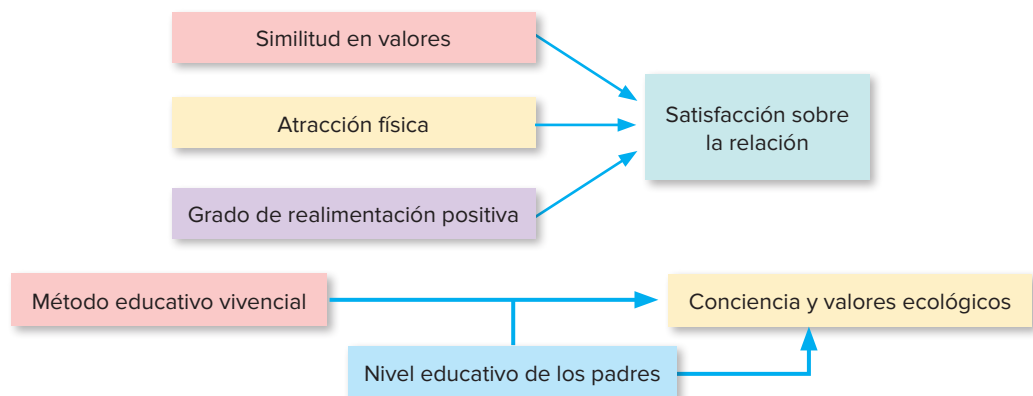 Similitud en valores
Atracción física
Grado de realimentación positiva
Satisfacción sobre
la relación
Método educativo vivencial
Conciencia y valores ecológicos
Nivel educativo de los padres